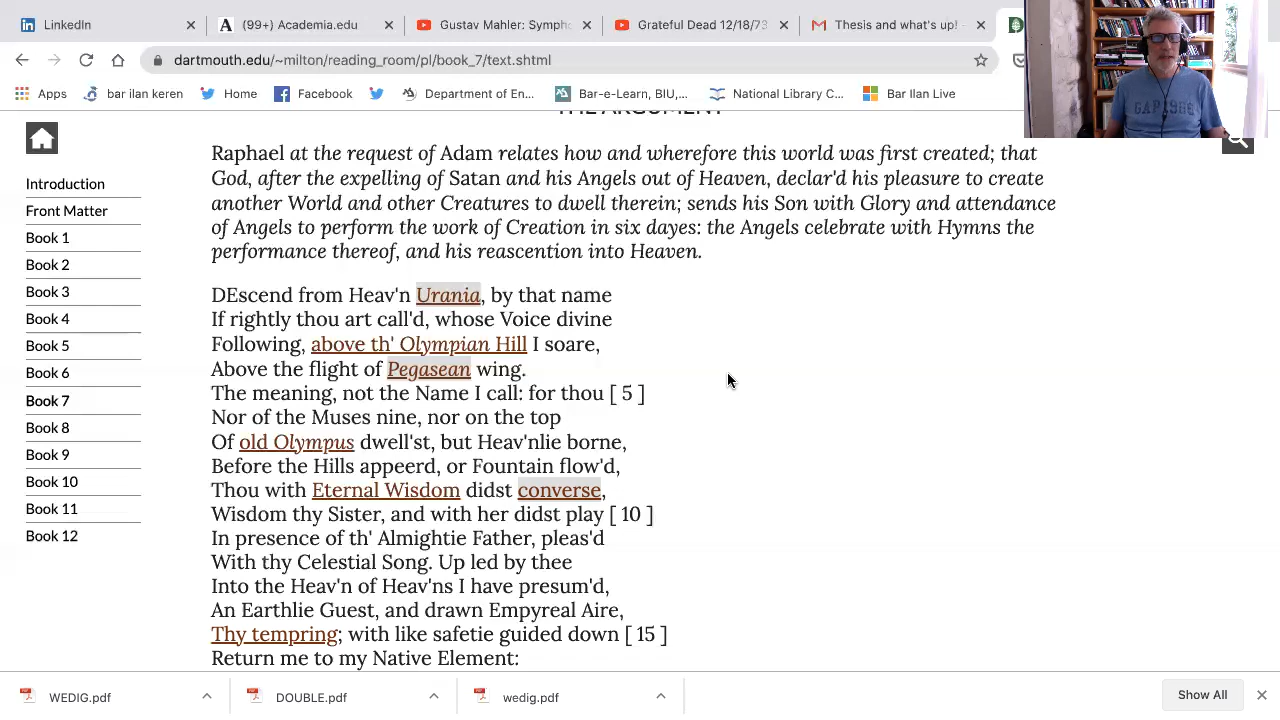 LinkedIn
(99+) Academia.edu
Gustav Mahler: Sympho
Grateful Dead 12/18/73
Thesis and what's up! -
dartmouth.edu/~milton/reading_room/pl/book_7/text.shtml
Apps
bar ilan keren
Home
Facebook
Department of En...
Bar-e-Learn, BIU,...
National Library C...
Bar Ilan Live
THE ARGUMENT
Introduction
Front Matter
Book 1
Book 2
Book 3
Book 4
Book 5
Book 6
Book 7
Book 8
Book 9
Book 10
Book 11
Book 12
Raphael at the request of Adam relates how and wherefore this world was first created; that
God, after the expelling of Satan and his Angels out of Heaven, declar'd his pleasure to create
another World and other Creatures to dwell therein; sends his Son with Glory and attendance
of Angels to perform the work of Creation in six dayes: the Angels celebrate with Hymns the
performance thereof, and his reascention into Heaven.
DEscend from Heav'n Urania, by that name
If rightly thou art call'd, whose Voice divine
Following, above th' Olympian Hill I soare,
Above the flight of Pegasean wing.
The meaning, not the Name I call: for thou [ 5 ]
Nor of the Muses nine, nor on the top
Of old Olympus dwell'st, but Heav'nlie borne,
Before the Hills appeerd, or Fountain flow'd,
Thou with Eternal Wisdom didst converse,
Wisdom thy Sister, and with her didst play [ 10 ]
In presence of th' Almightie Father, pleas'd
With thy Celestial Song. Up led by thee
Into the Heav'n of Heav'ns I have presum'd,
An Earthlie Guest, and drawn Empyreal Aire,
Thy tempring; with like safetie guided down [ 15 ]
Return me to my Native Element:
WEDIG.pdf
DOUBLE.pdf
wedig.pdf
Show All